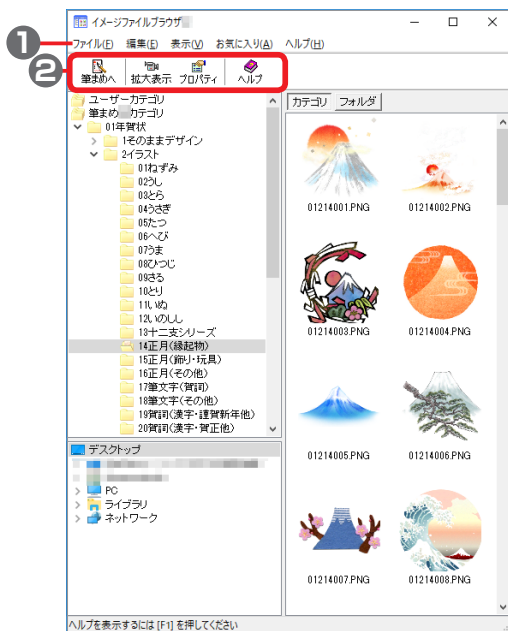 イメージファイルブラウザ
1
ファイル(F) 編集(E) 表示(V) お気に入り(A) ヘルプ(H)
2
筆まめへ 拡大表示 プロパティ ヘルプ
ユーザーカテゴリ
筆まめ カテゴリ
01年賀状
1そのままデザイン
2イラスト
01ねずみ
02うし
03とら
04うさぎ
05たつ
06へび
07うま
08ひつじ
09さる
10とり
11いぬ
12いのしし
13十二支シリーズ
14正月(縁起物)
15正月(飾り・玩具)
16正月(その他)
17筆文字(賀詞)
18筆文字(その他)
19賀詞(漢字・謹賀新年他)
20賀詞(漢字・賀正他)
デスクトップ
PC
ライブラリ
ネットワーク
カテゴリ フォルダ
01214001.PNG 01214002.PNG
01214003.PNG 01214004.PNG
01214005.PNG 01214006.PNG
01214007.PNG 01214008.PNG
ヘルプを表示するには [F1] を押してください